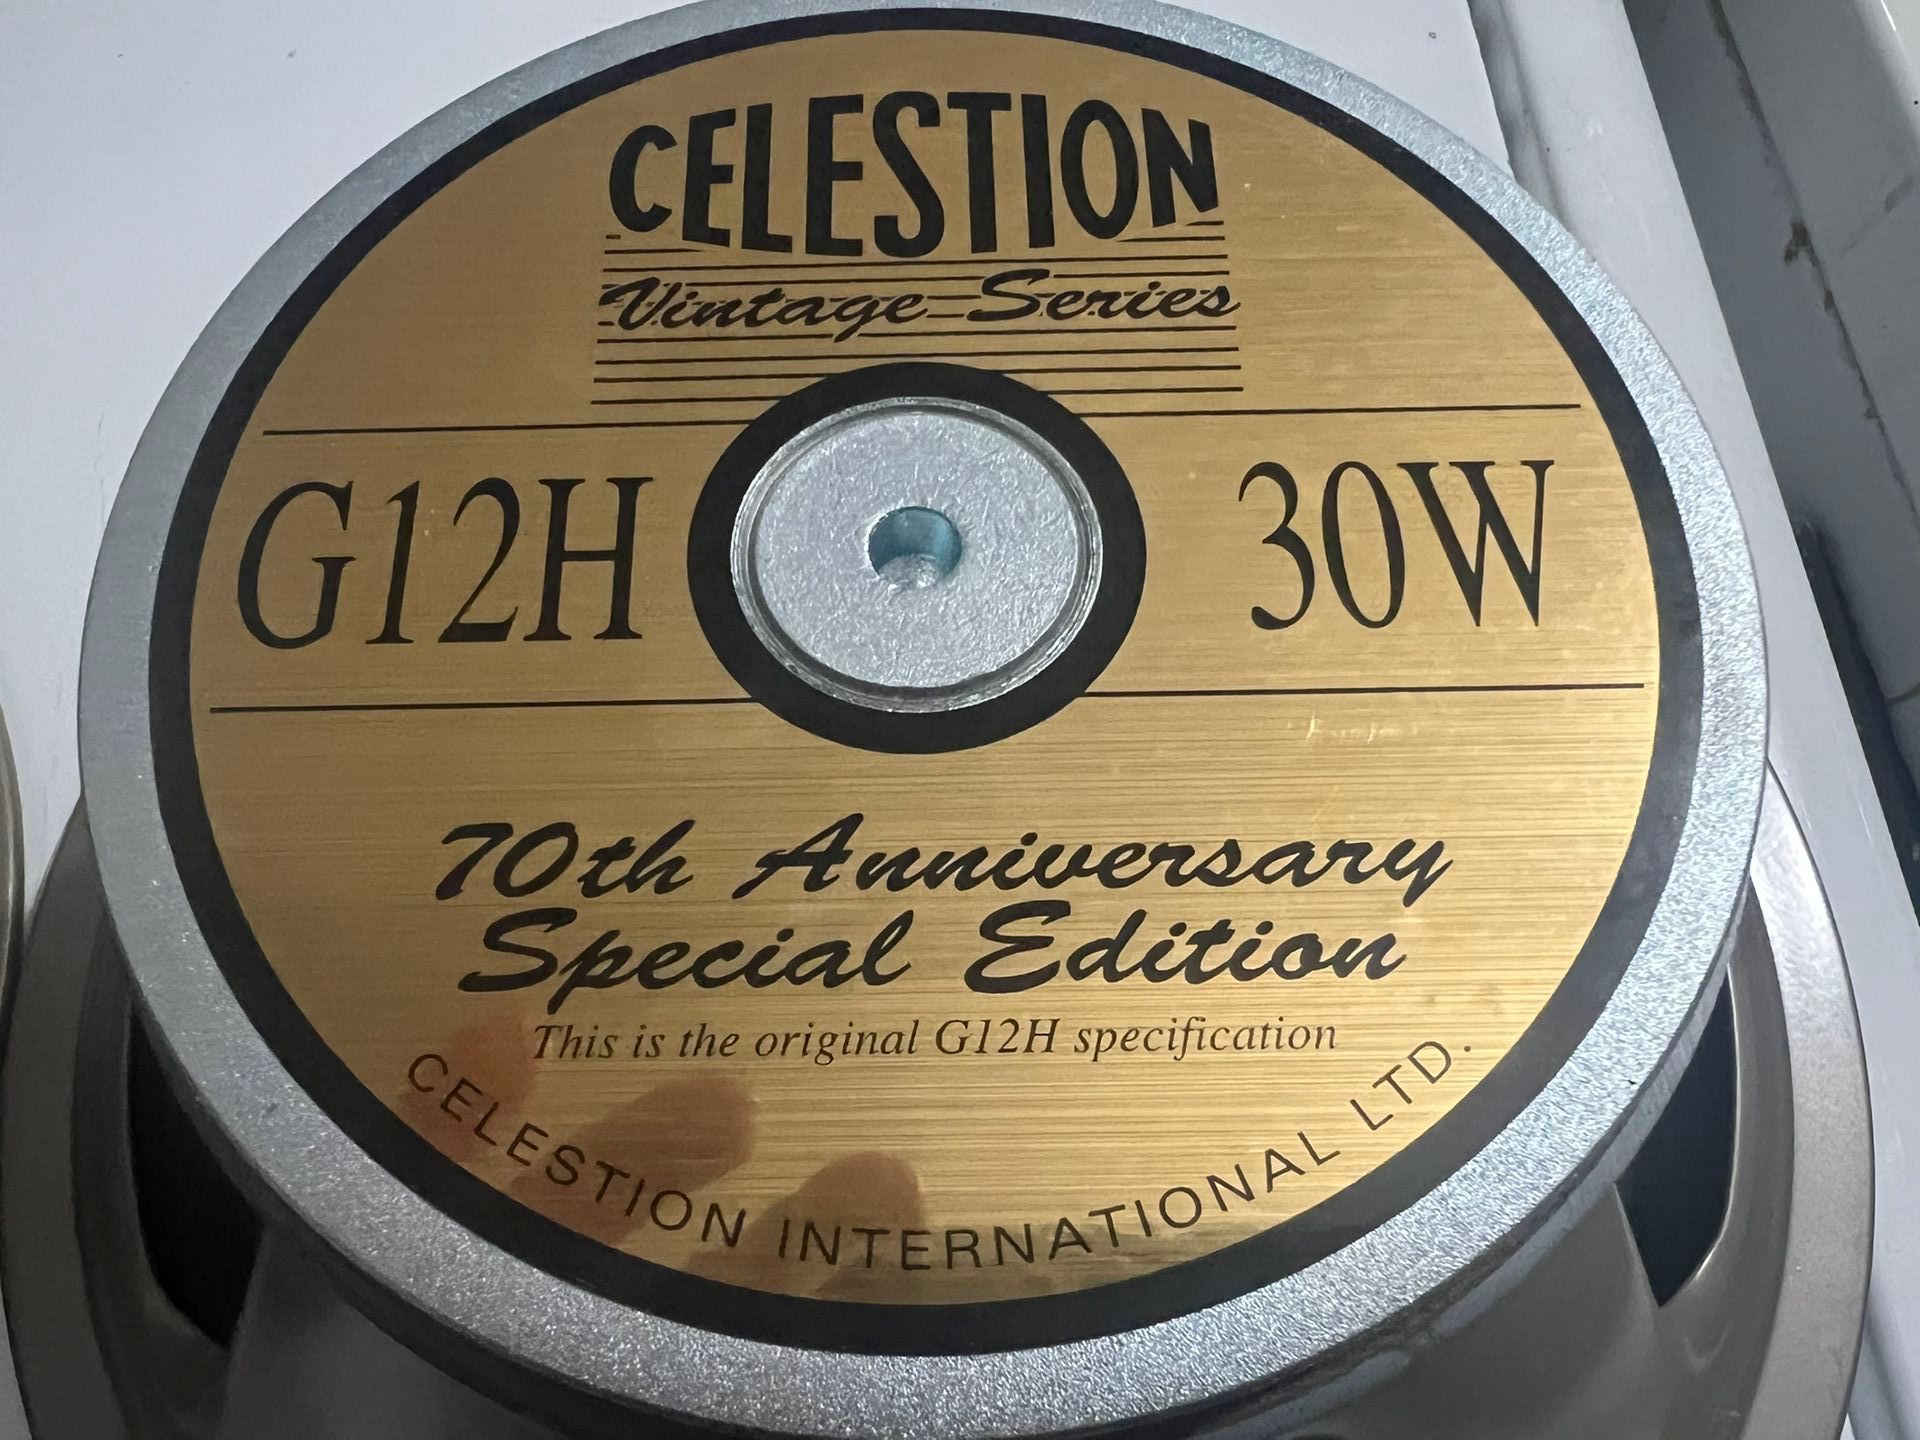 CELESTION
Vintage Series
G12H 30W
70th Anniversary
Special Edition
This is the original G12H specification
CELESTION INTERNATIONAL LTD.